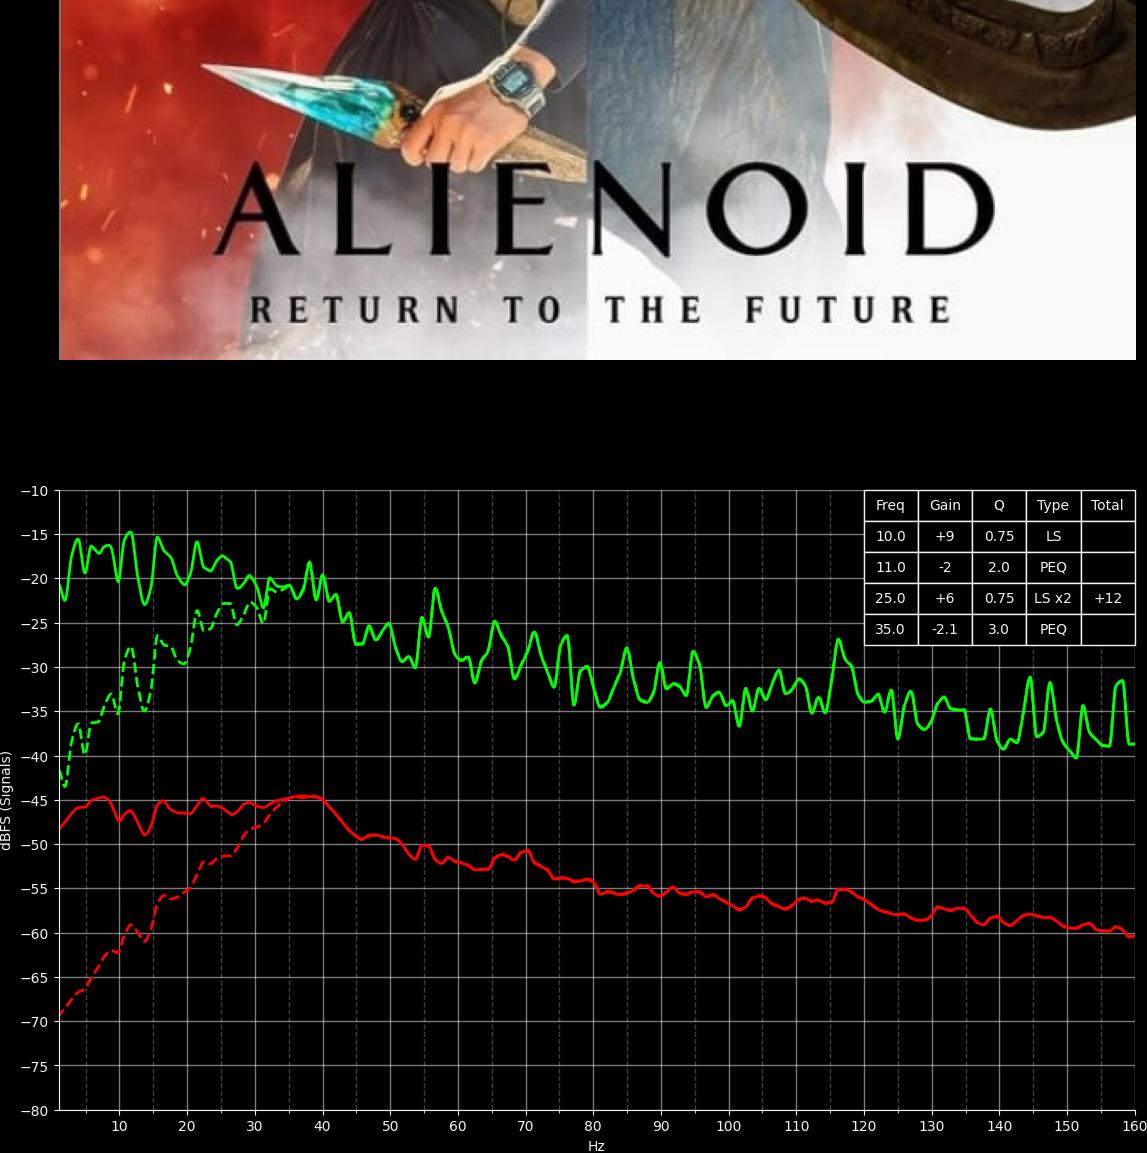 ALIENOID
RETURN TO THE FUTURE
Freq Gain Q Type Total
10.0 +9 0.75 LS
11.0 -2 2.0 PEQ
25.0 +6 0.75 LS x2 +12
35.0 -2.1 3.0 PEQ
−10
−15
−20
−25
−30
−35
−40
−45
−50
−55
−60
−65
−70
−75
−80
dBFS (Signals)
10 20 30 40 50 60 70 80 90 100 110 120 130 140 150 160
Hz